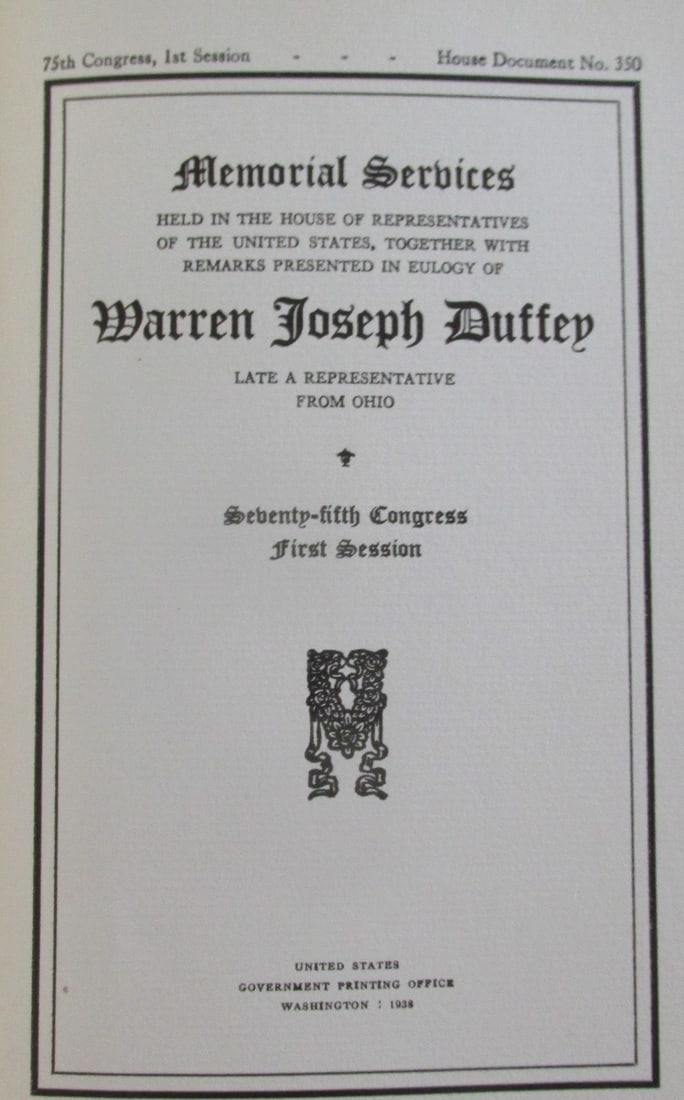 75th Congress, 1st Session - - - House Document No. 350
Memorial Services
HELD IN THE HOUSE OF REPRESENTATIVES
OF THE UNITED STATES, TOGETHER WITH
REMARKS PRESENTED IN EULOGY OF
Warren Joseph Duffey
LATE A REPRESENTATIVE
FROM OHIO
Seventy-fifth Congress
First Session
UNITED STATES
GOVERNMENT PRINTING OFFICE
WASHINGTON : 1938